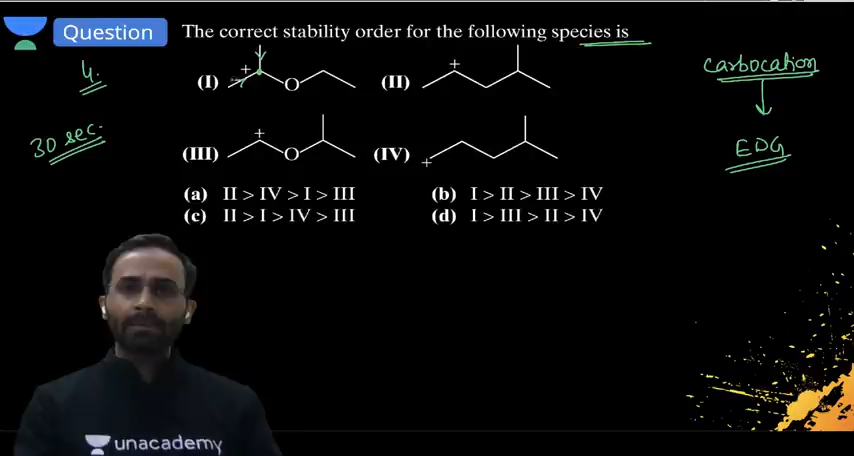 Question The correct stability order for the following species is
4.
carbocation
(I) + O (II) +
30 sec.
EDG
(III) + O (IV) +
(a) II > IV > I > III (b) I > II > III > IV
(c) II > I > IV > III (d) I > III > II > IV
unacademy